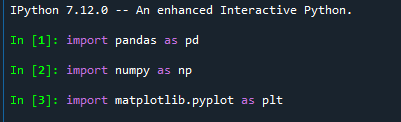 IPython 7.12.0 -- An enhanced Interactive Python.
In [1]: import pandas as pd
In [2]: import numpy as np
In [3]: import matplotlib.pyplot as plt